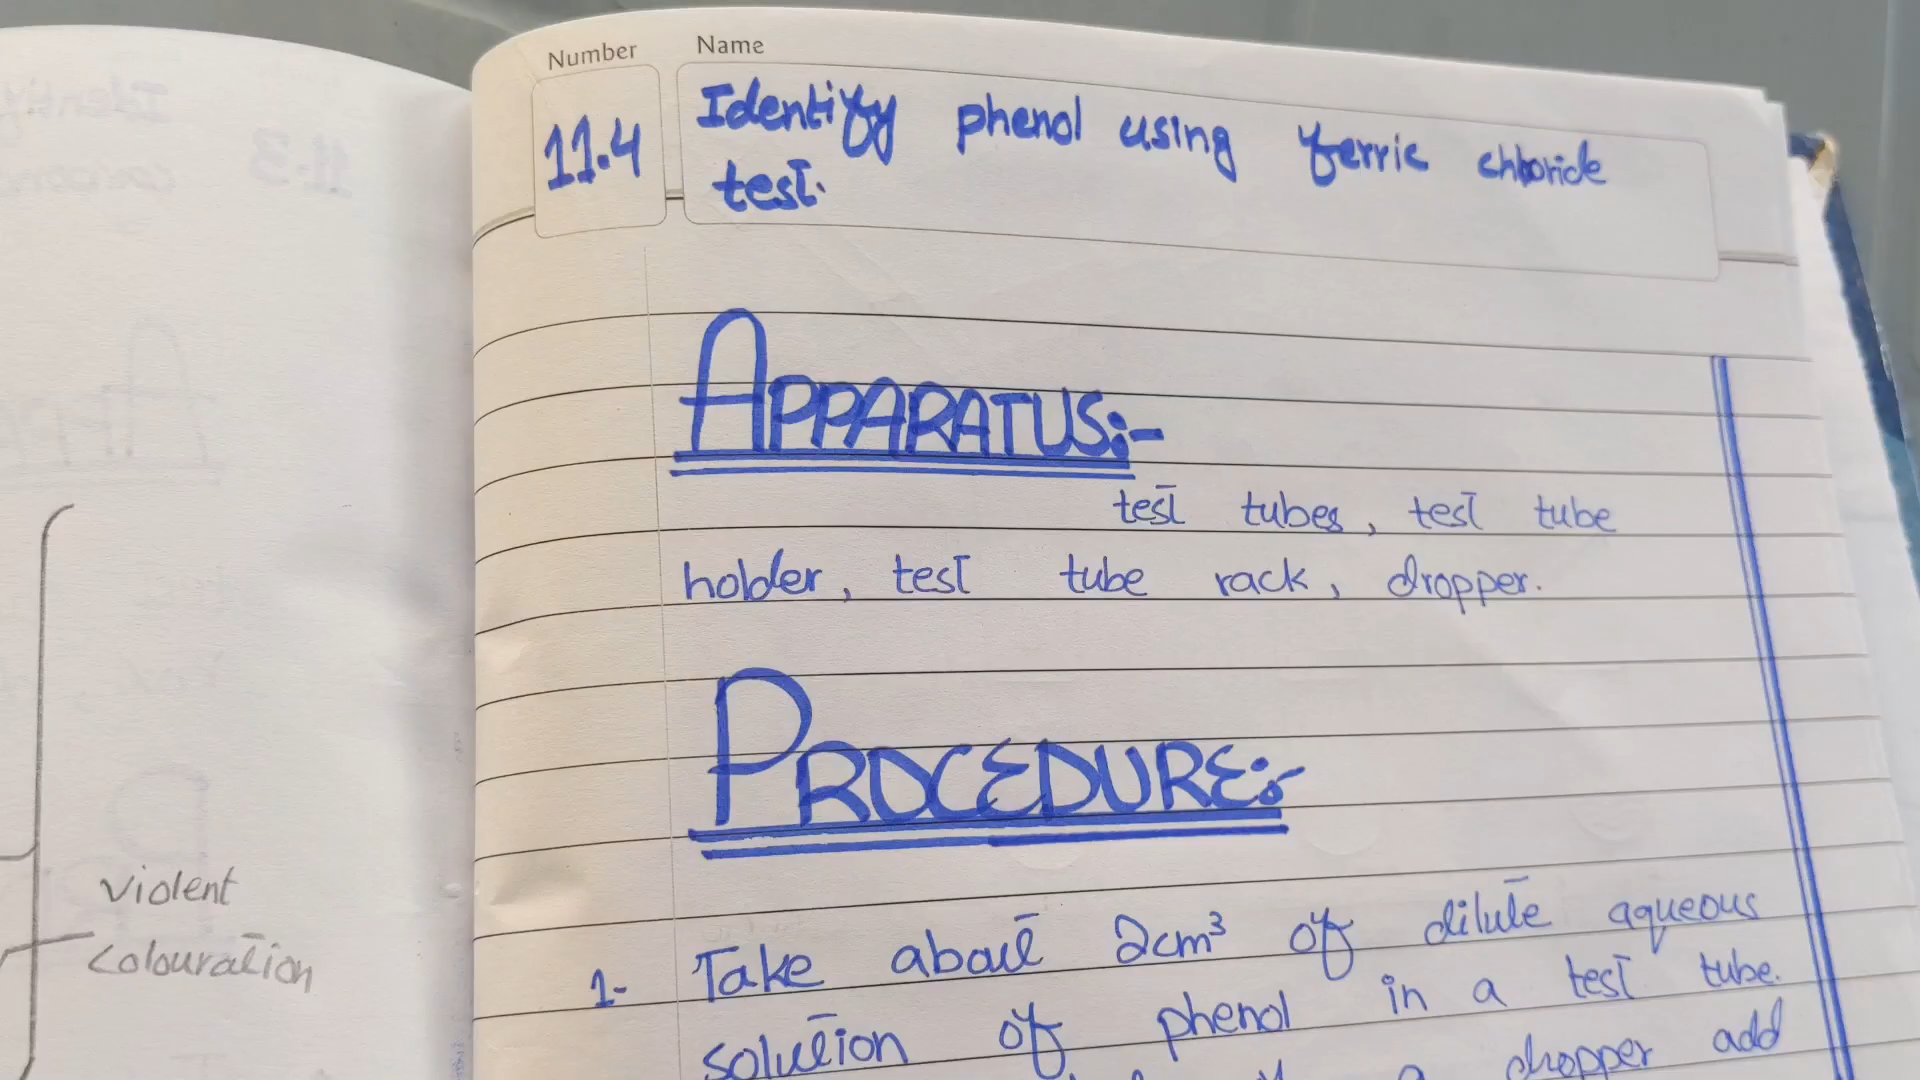 Number
Name
11.4
Identify phenol using ferric chloride
test.
APPARATUS:-
test tubes, test tube
holder, test tube rack, dropper.
PROCEDURE:-
1- Take about 2cm³ of dilute aqueous
solution of phenol in a test tube.
dropper add
violent
colouration